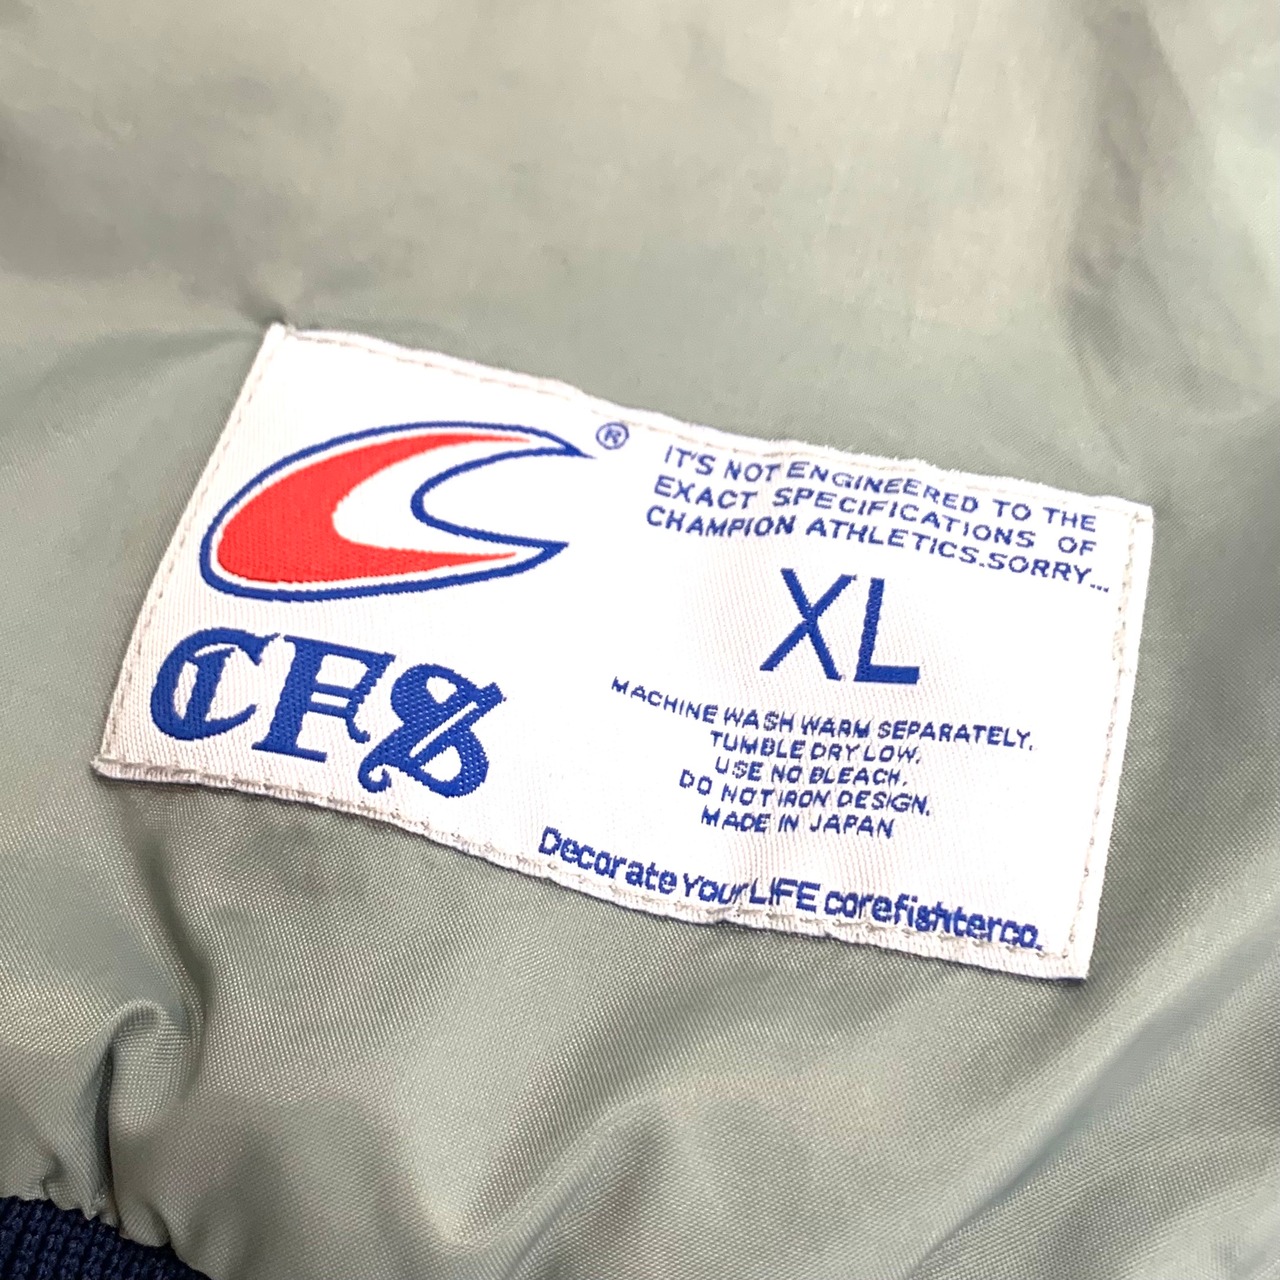 ®
IT'S NOT ENGINEERED TO THE
EXACT SPECIFICATIONS OF
CHAMPION ATHLETICS.SORRY...
XL
CFS
MACHINE WASH WARM SEPARATELY.
TUMBLE DRY LOW.
USE NO BLEACH.
DO NOT IRON DESIGN.
MADE IN JAPAN
Decorate Your LIFE corefighterco.